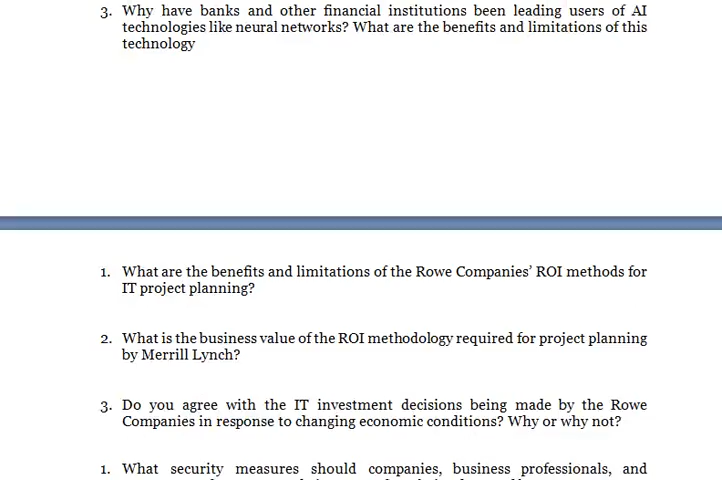 3. Why have banks and other financial institutions been leading users of AI
technologies like neural networks? What are the benefits and limitations of this
technology
1. What are the benefits and limitations of the Rowe Companies’ ROI methods for
IT project planning?
2. What is the business value of the ROI methodology required for project planning
by Merrill Lynch?
3. Do you agree with the IT investment decisions being made by the Rowe
Companies in response to changing economic conditions? Why or why not?
1. What security measures should companies, business professionals, and